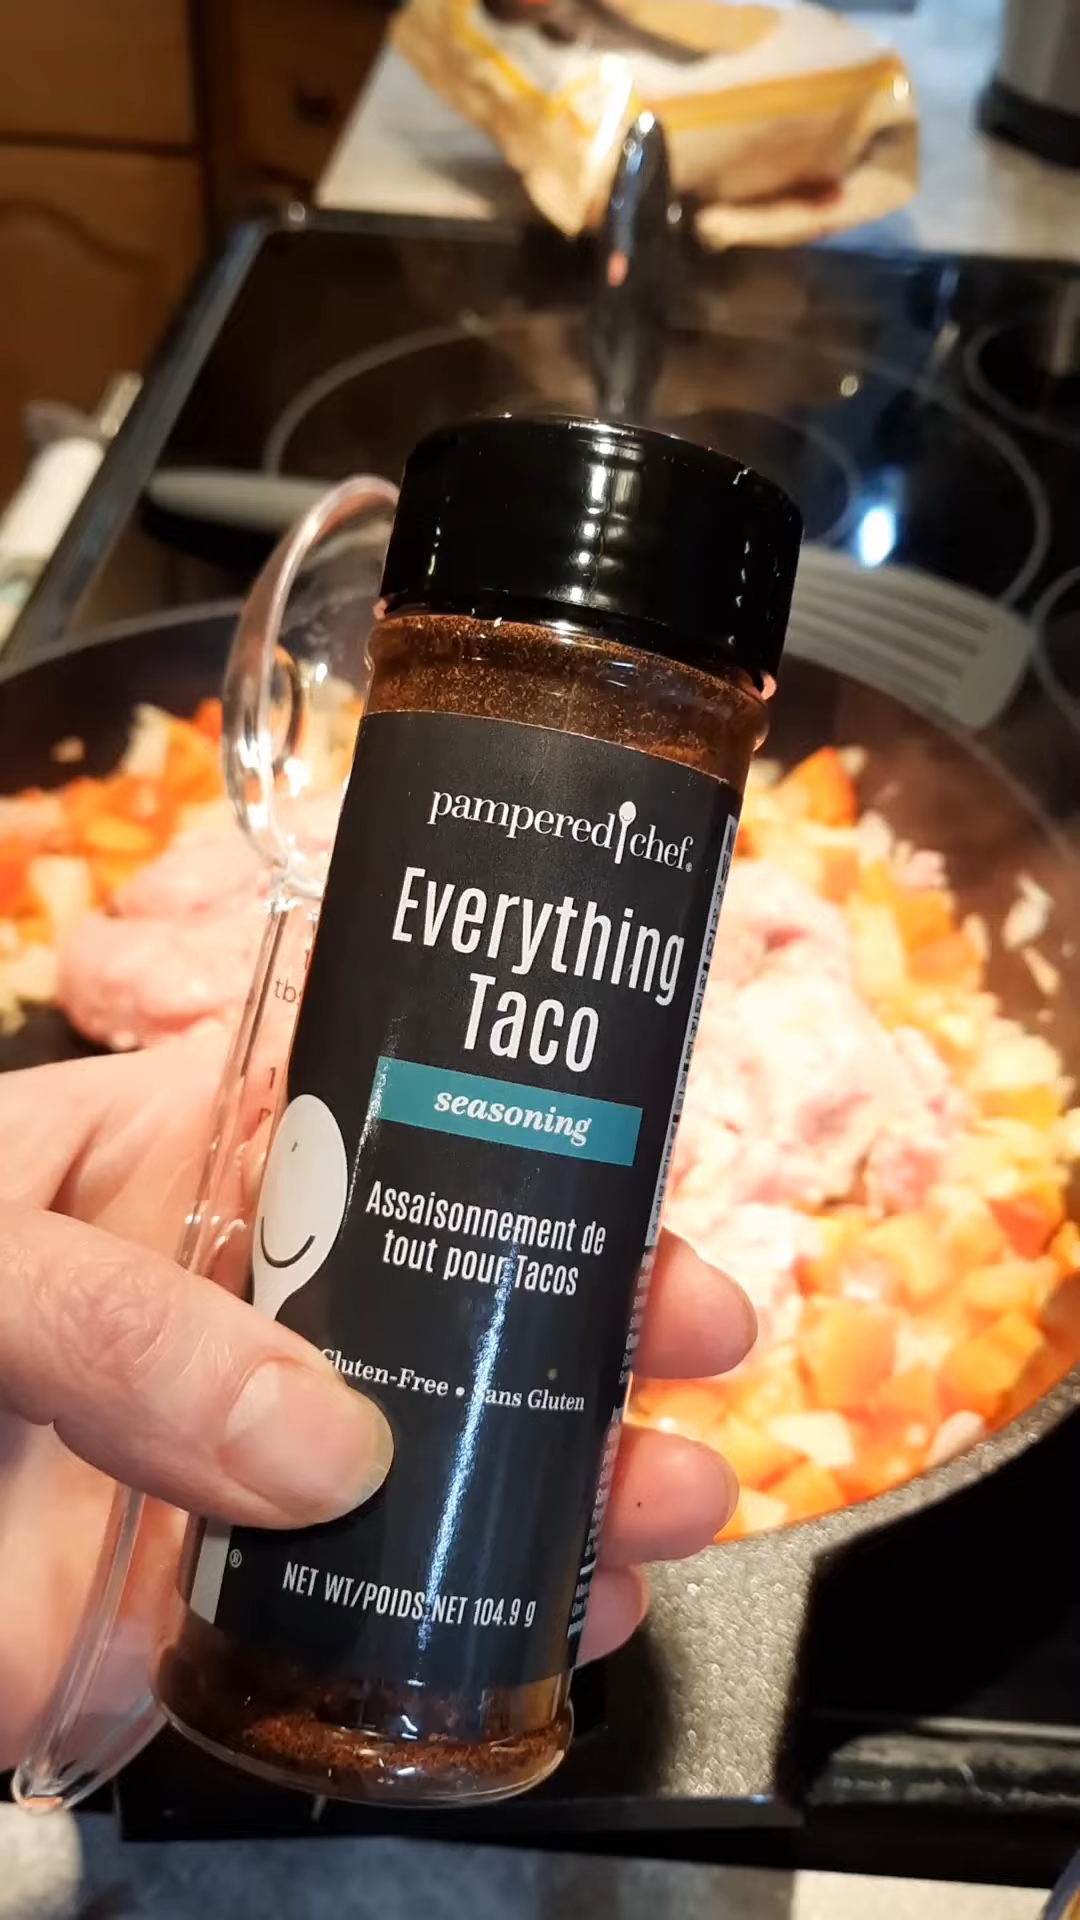 pampered chef®
Everything
Taco
seasoning
Assaisonnement de
tout pour Tacos
Gluten-Free • Sans Gluten
®
NET WT/POIDS NET 104.9 g